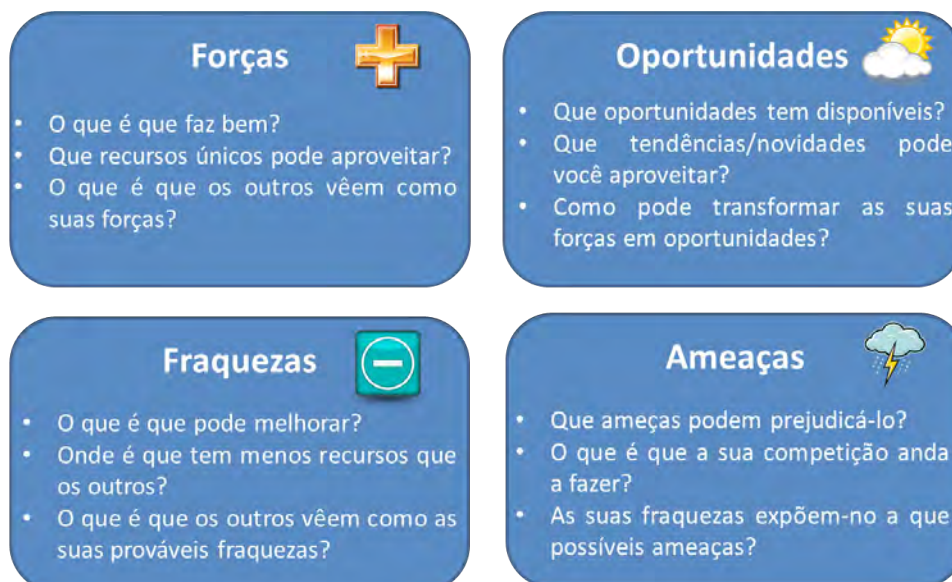 Forças
• O que é que faz bem?
• Que recursos únicos pode aproveitar?
• O que é que os outros vêem como
suas forças?
Oportunidades
• Que oportunidades tem disponíveis?
• Que tendências/novidades pode
você aproveitar?
• Como pode transformar as suas
forças em oportunidades?
Fraquezas
• O que é que pode melhorar?
• Onde é que tem menos recursos que
os outros?
• O que é que os outros vêem como as
suas prováveis fraquezas?
Ameaças
• Que ameças podem prejudicá-lo?
• O que é que a sua competição anda
a fazer?
• As suas fraquezas expõem-no a que
possíveis ameaças?